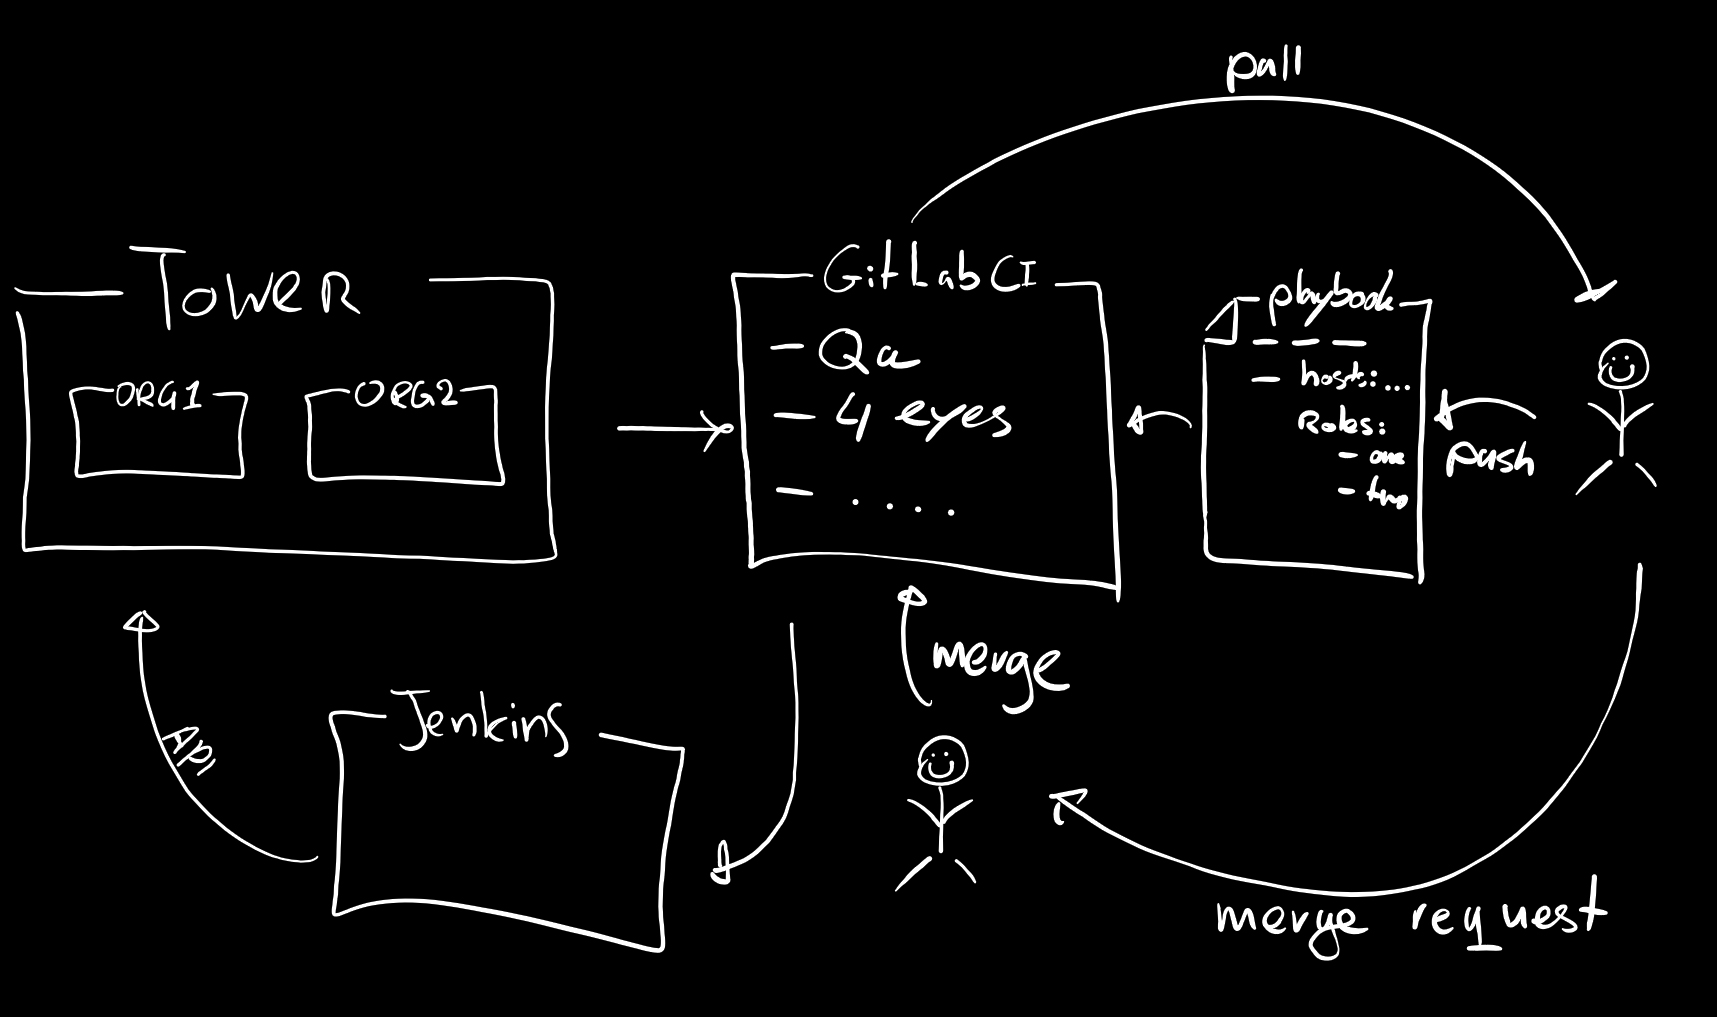 pull
TOWER
ORG1
ORG2
GitLabCI
- Qa
- 4 eyes
- ....
playbook
- - - -
- hosts:...
Roles:
- one
- two
push
merge
Jenkins
API
merge request